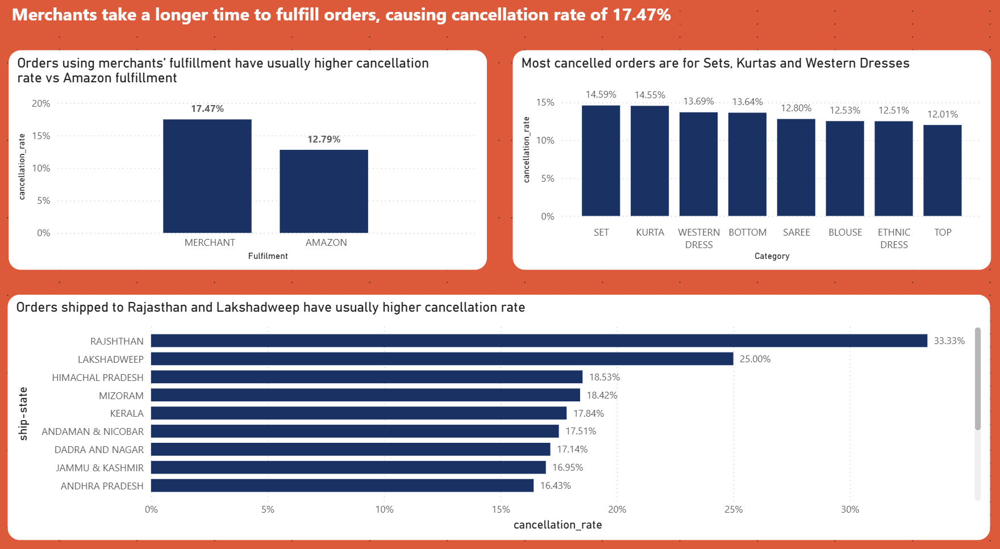 Merchants take a longer time to fulfill orders, causing cancellation rate of 17.47%
Orders using merchants' fulfillment have usually higher cancellation
rate vs Amazon fulfillment
cancellation_rate
20%
15%
10%
5%
0%
17.47%
12.79%
MERCHANT
AMAZON
Fulfilment
Most cancelled orders are for Sets, Kurtas and Western Dresses
cancellation_rate
15%
10%
5%
0%
14.59%
14.55%
13.69%
13.64%
12.80%
12.53%
12.51%
12.01%
SET
KURTA
WESTERN
DRESS
BOTTOM
SAREE
BLOUSE
ETHNIC
DRESS
TOP
Category
Orders shipped to Rajasthan and Lakshadweep have usually higher cancellation rate
ship-state
RAJSHTHAN 33.33%
LAKSHADWEEP 25.00%
HIMACHAL PRADESH 18.53%
MIZORAM 18.42%
KERALA 17.84%
ANDAMAN & NICOBAR 17.51%
DADRA AND NAGAR 17.14%
JAMMU & KASHMIR 16.95%
ANDHRA PRADESH 16.43%
0% 5% 10% 15% 20% 25% 30%
cancellation_rate